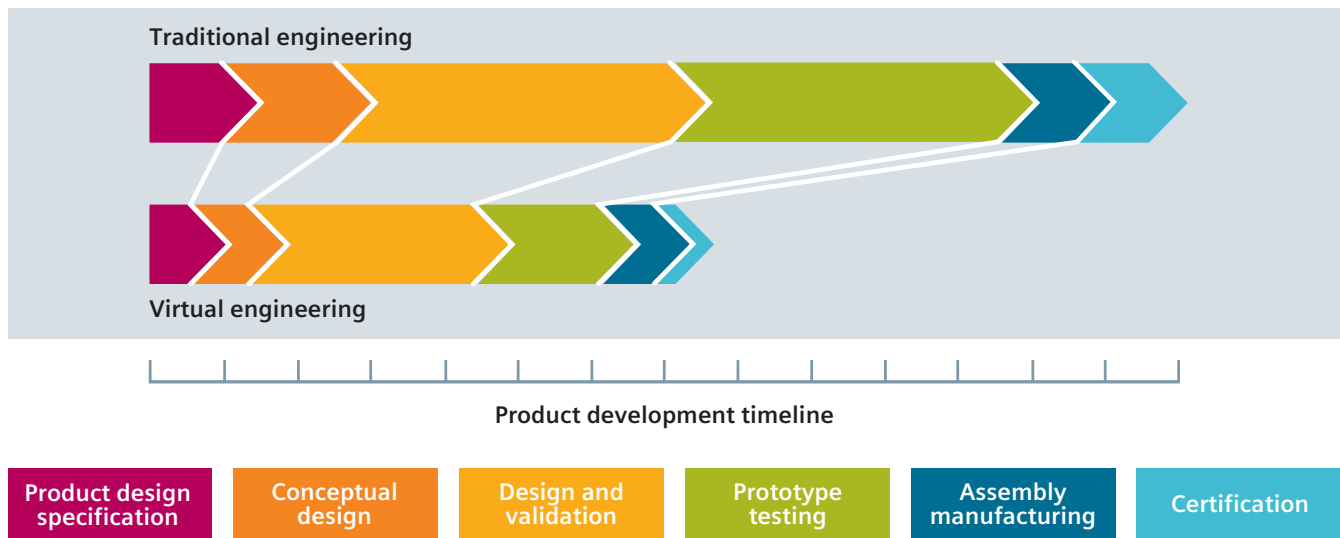 Traditional engineering
Virtual engineering
Product development timeline
Product design
specification
Conceptual
design
Design and
validation
Prototype
testing
Assembly
manufacturing
Certification